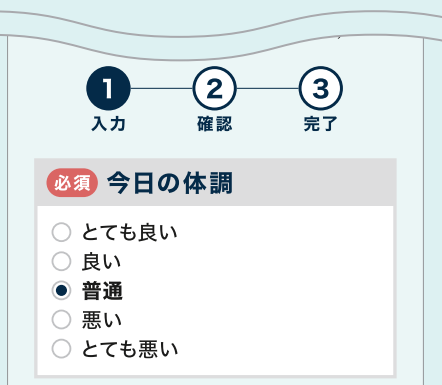 1 2 3
入力 確認 完了
必須 今日の体調
とても良い
良い
普通
悪い
とても悪い